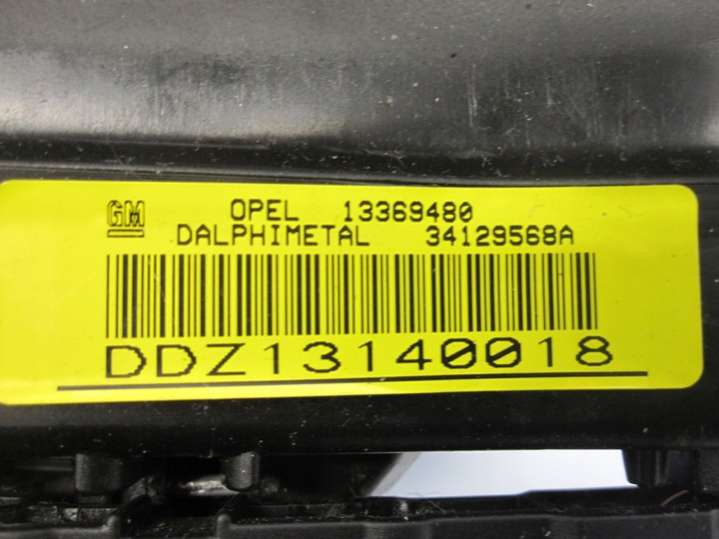 GM OPEL 13369480
DALPHIMETAL 34129568A
DDZ13140018